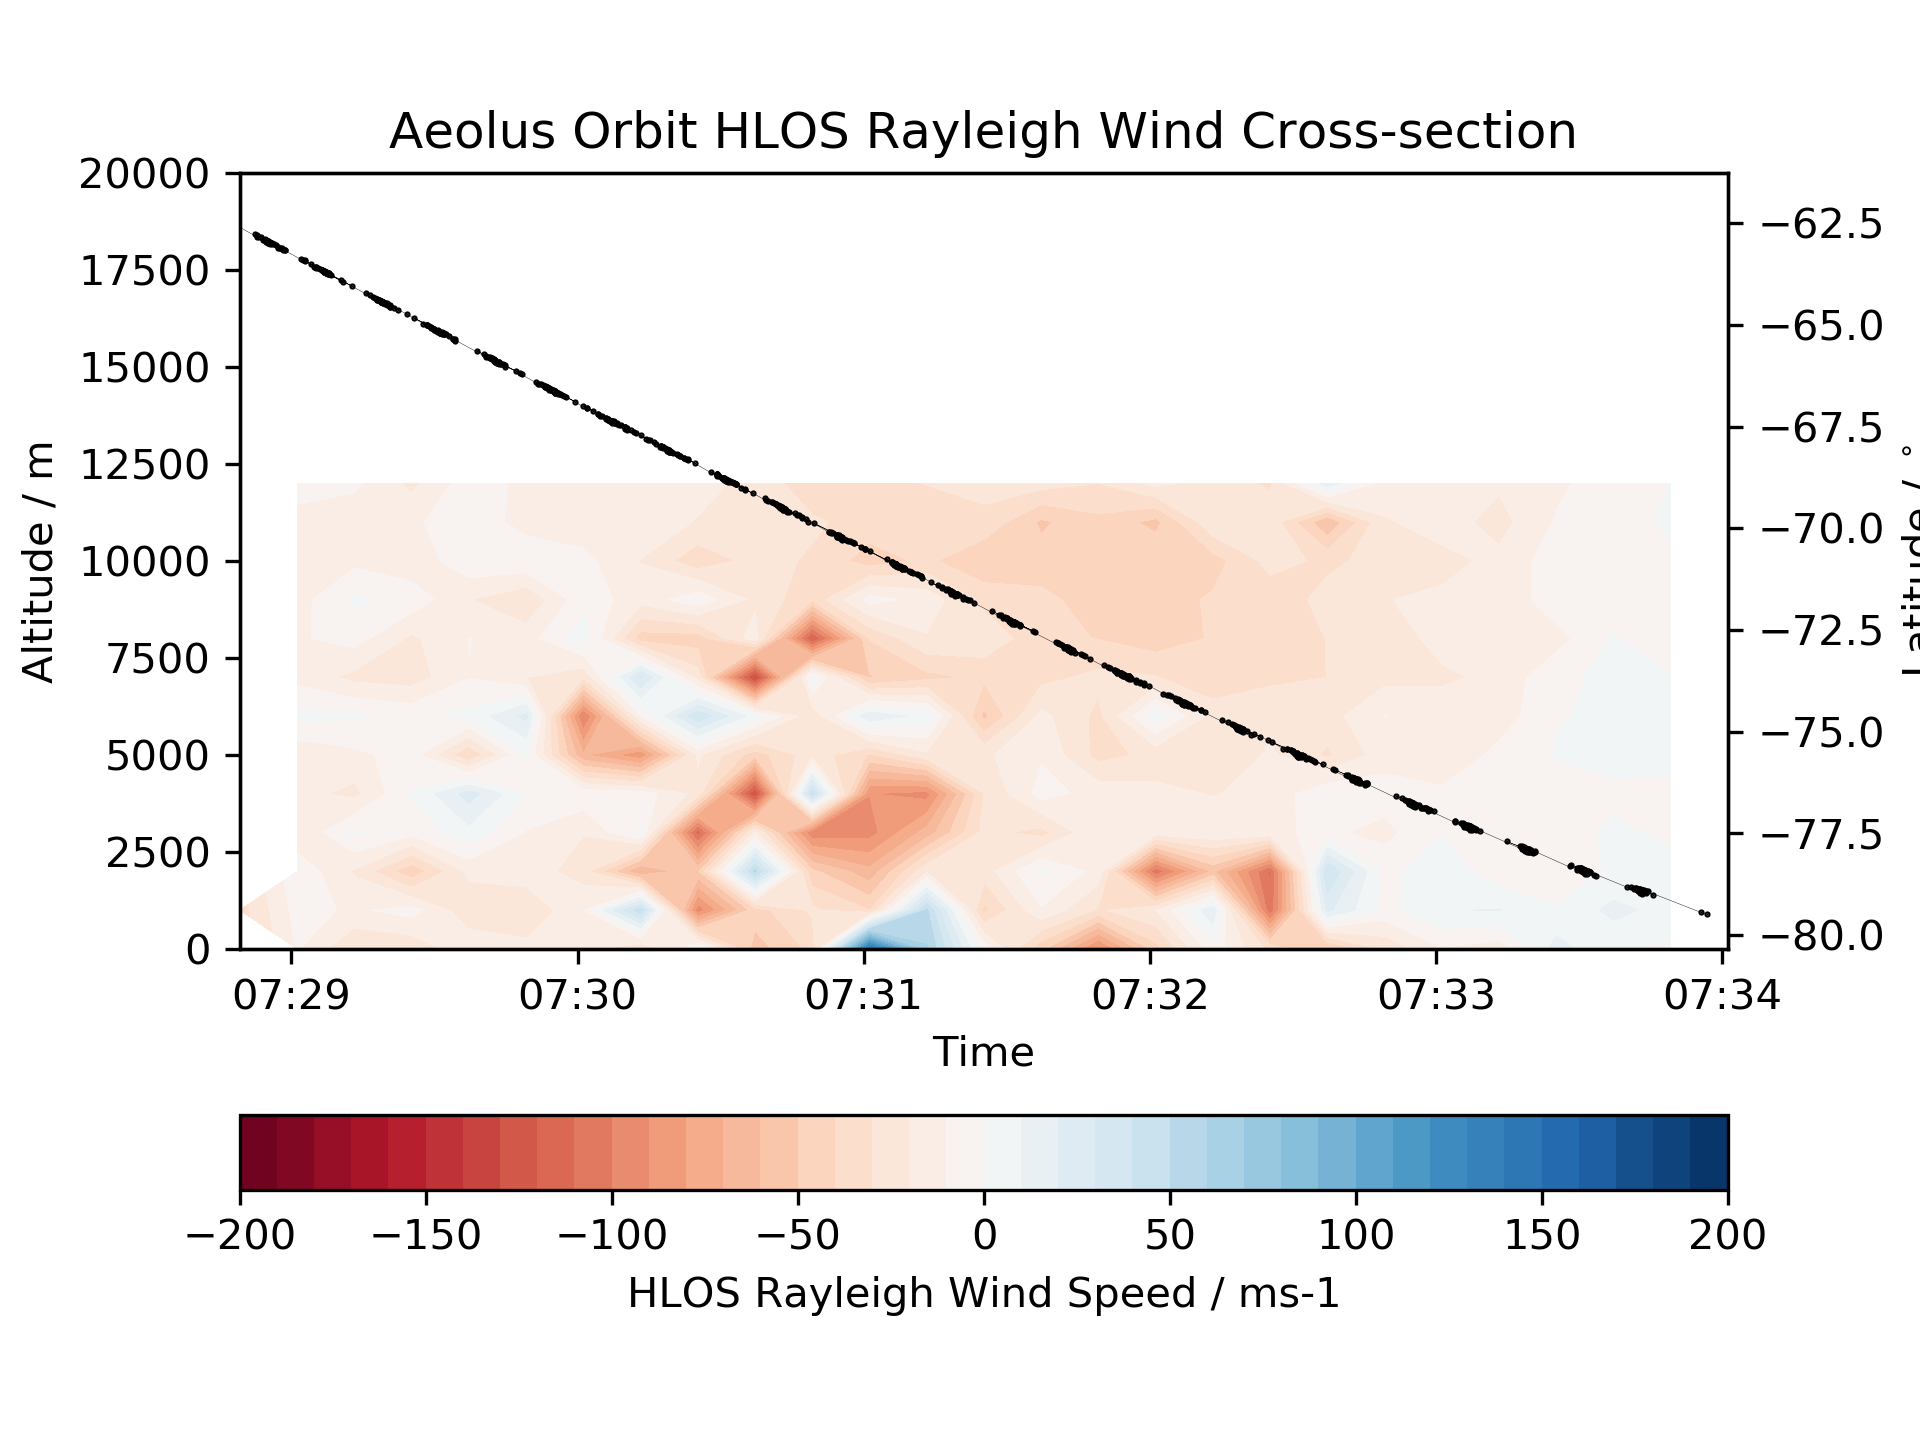 Aeolus Orbit HLOS Rayleigh Wind Cross-section
20000
17500
15000
12500
10000
7500
5000
2500
0
Altitude / m
−62.5
−65.0
−67.5
−70.0
−72.5
−75.0
−77.5
−80.0
Latitude / °
07:29 07:30 07:31 07:32 07:33 07:34
Time
−200 −150 −100 −50 0 50 100 150 200
HLOS Rayleigh Wind Speed / ms-1